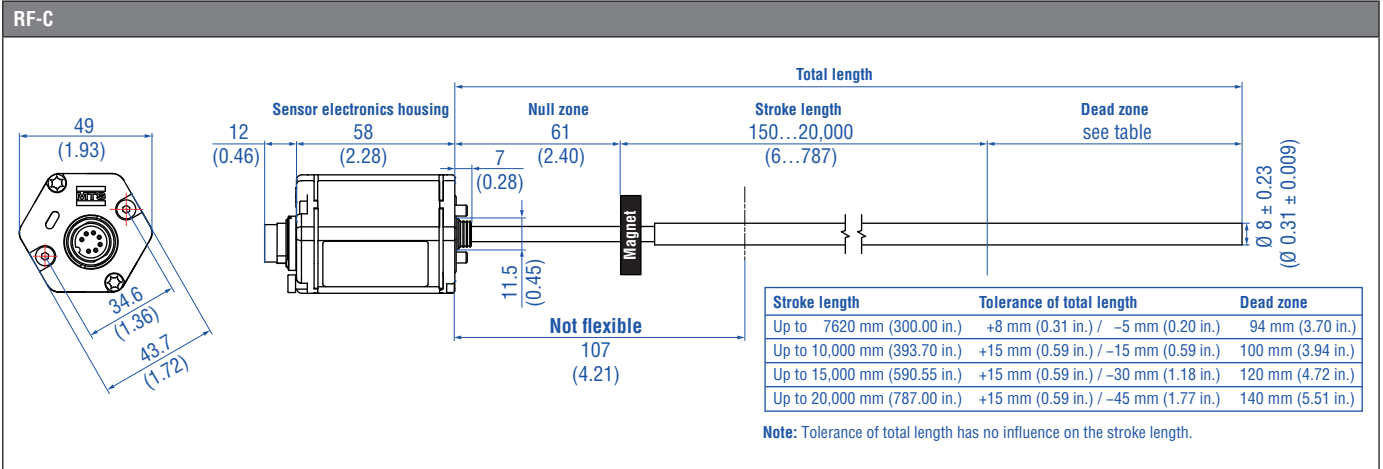 RF-C
Total length
Sensor electronics housing
Null zone
Stroke length
Dead zone
49
(1.93)
12
(0.46)
58
(2.28)
61
(2.40)
150…20,000
(6…787)
see table
7
(0.28)
MTS
Magnet
11.5
(0.45)
Ø 8 ± 0.23
(Ø 0.31 ± 0.009)
34.6
(1.36)
43.7
(1.72)
Not flexible
107
(4.21)
Stroke length Tolerance of total length Dead zone
Up to 7620 mm (300.00 in.) +8 mm (0.31 in.) / −5 mm (0.20 in.) 94 mm (3.70 in.)
Up to 10,000 mm (393.70 in.) +15 mm (0.59 in.) / −15 mm (0.59 in.) 100 mm (3.94 in.)
Up to 15,000 mm (590.55 in.) +15 mm (0.59 in.) / −30 mm (1.18 in.) 120 mm (4.72 in.)
Up to 20,000 mm (787.00 in.) +15 mm (0.59 in.) / −45 mm (1.77 in.) 140 mm (5.51 in.)
Note: Tolerance of total length has no influence on the stroke length.